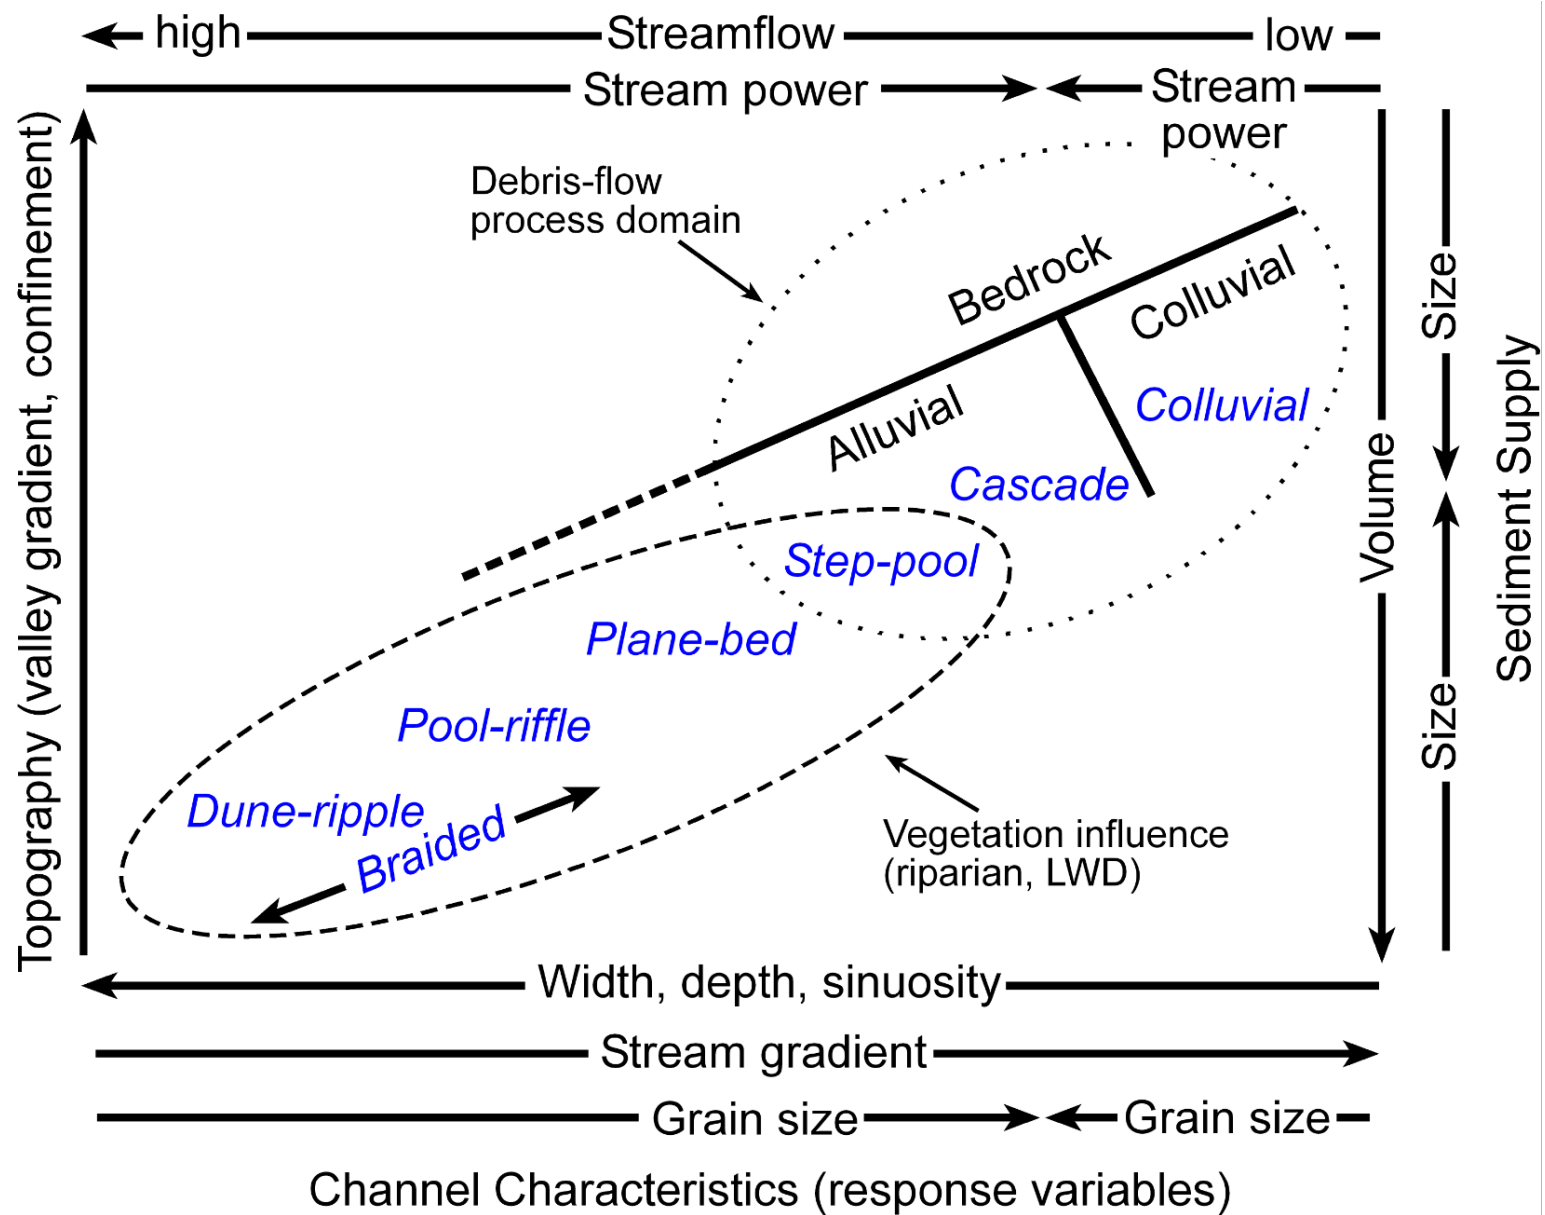 high
Streamflow
low
Stream power
Stream
power
Topography (valley gradient, confinement)
Debris-flow
process domain
Bedrock
Colluvial
Alluvial
Colluvial
Cascade
Step-pool
Plane-bed
Pool-riffle
Dune-ripple
Braided
Vegetation influence
(riparian, LWD)
Volume
Size
Size
Sediment Supply
Width, depth, sinuosity
Stream gradient
Grain size
Grain size
Channel Characteristics (response variables)